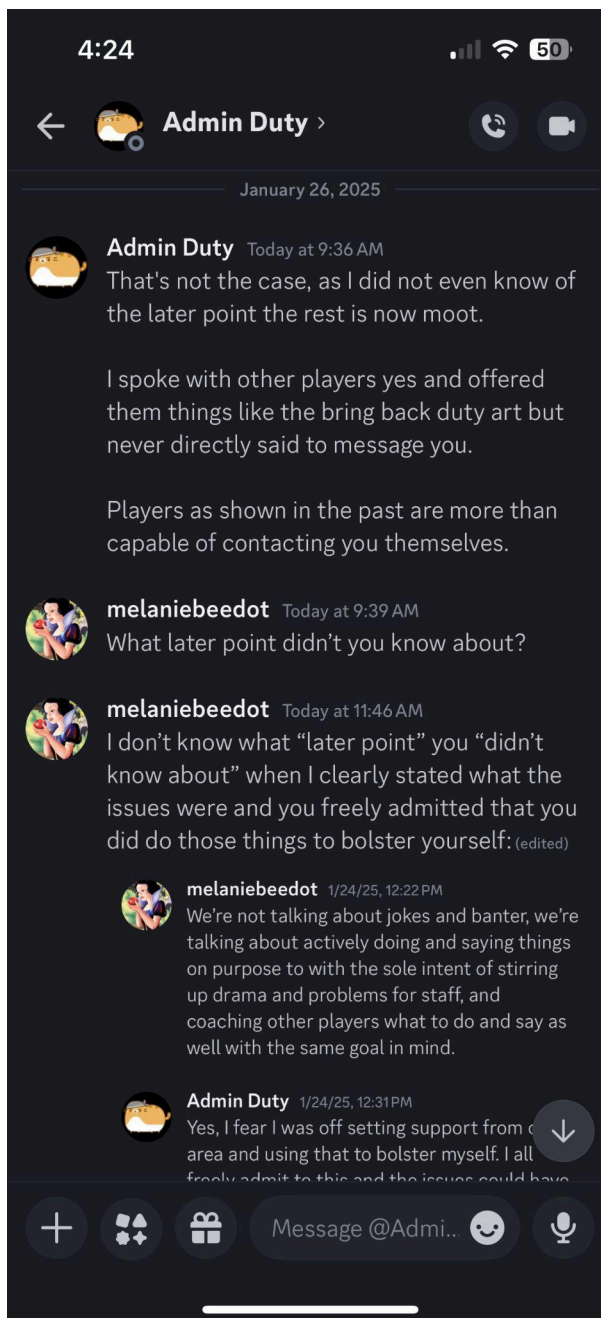 4:24
50
Admin Duty
January 26, 2025
Admin Duty Today at 9:36 AM
That's not the case, as I did not even know of
the later point the rest is now moot.
I spoke with other players yes and offered
them things like the bring back duty art but
never directly said to message you.
Players as shown in the past are more than
capable of contacting you themselves.
melaniebeedot Today at 9:39 AM
What later point didn’t you know about?
melaniebeedot Today at 11:46 AM
I don’t know what “later point” you “didn’t
know about” when I clearly stated what the
issues were and you freely admitted that you
did do those things to bolster yourself: (edited)
melaniebeedot 1/24/25, 12:22 PM
We’re not talking about jokes and banter, we’re
talking about actively doing and saying things
on purpose to with the sole intent of stirring
up drama and problems for staff, and
coaching other players what to do and say as
well with the same goal in mind.
Admin Duty 1/24/25, 12:31 PM
Yes, I fear I was off setting support from
area and using that to bolster myself. I all
freely admit to this and the issues could have
Message @Admi...